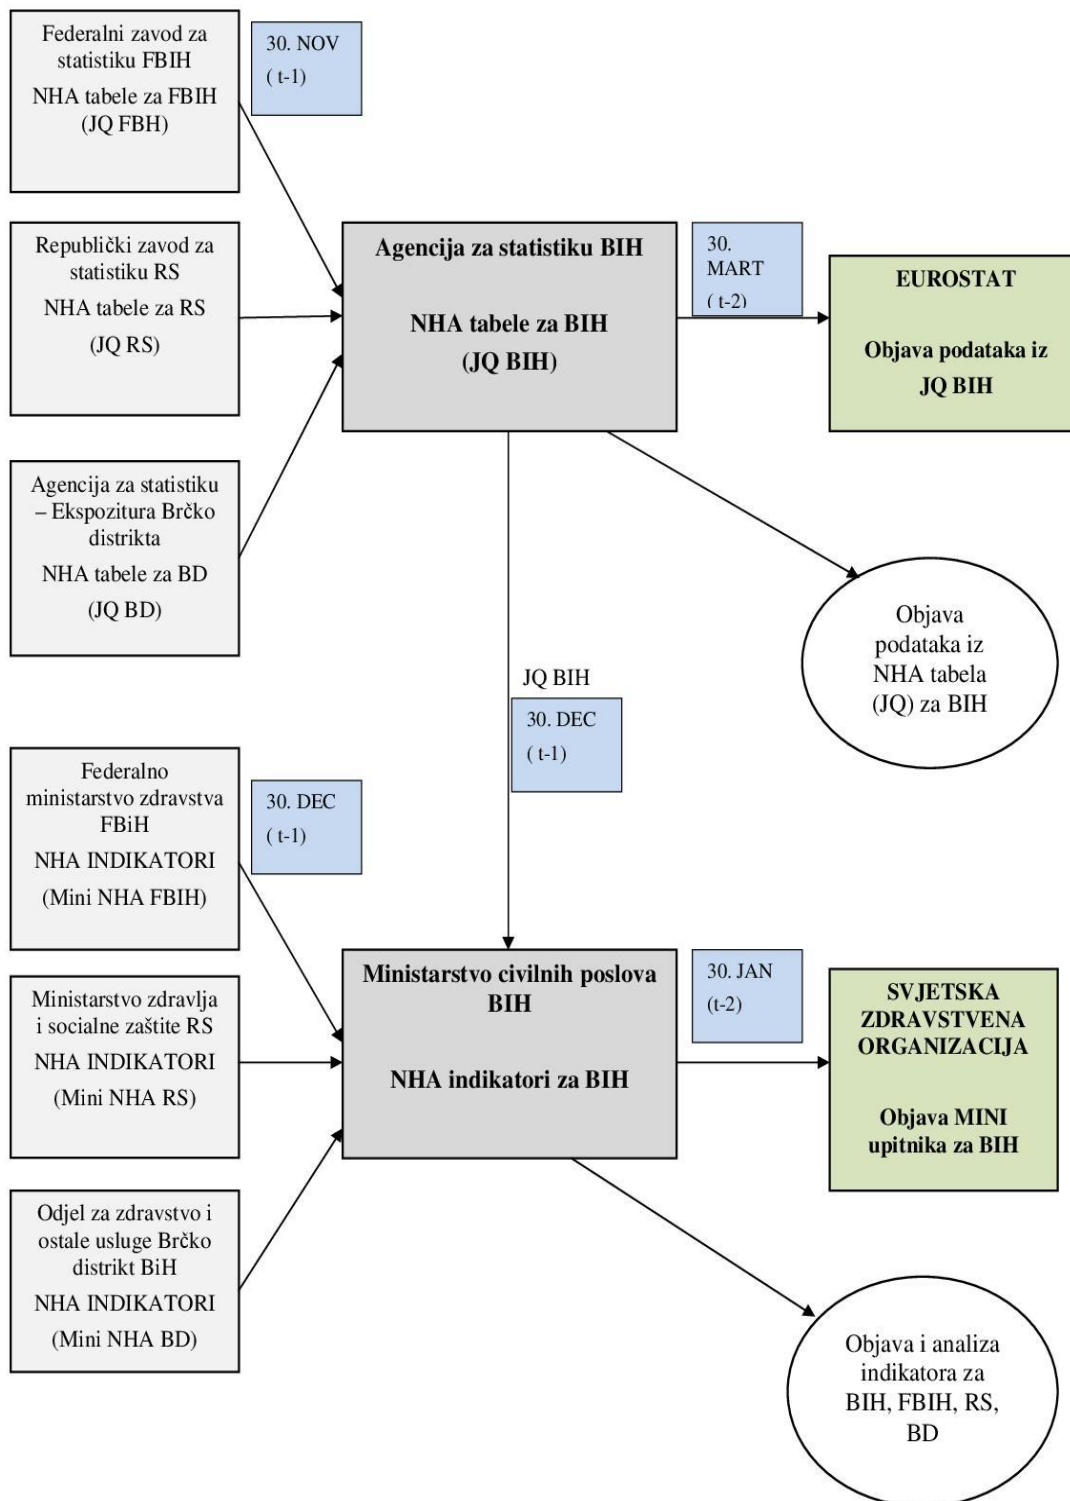 Federalni zavod za
statistiku FBIH
NHA tabele za FBIH
(JQ FBH)
30. NOV
( t-1)
Republički zavod za
statistiku RS
NHA tabele za RS
(JQ RS)
Agencija za statistiku BIH
NHA tabele za BIH
(JQ BIH)
30.
MART
( t-2)
EUROSTAT
Objava podataka iz
JQ BIH
Agencija za statistiku
– Ekspozitura Brčko
distrikta
NHA tabele za BD
(JQ BD)
Objava
podataka iz
NHA tabela
(JQ) za BIH
JQ BIH
30. DEC
( t-1)
Federalno
ministarstvo zdravstva
FBiH
NHA INDIKATORI
(Mini NHA FBIH)
30. DEC
( t-1)
Ministarstvo zdravlja
i socialne zaštite RS
NHA INDIKATORI
(Mini NHA RS)
Ministarstvo civilnih poslova
BIH
NHA indikatori za BIH
30. JAN
(t-2)
SVJETSKA
ZDRAVSTVENA
ORGANIZACIJA
Objava MINI
upitnika za BIH
Odjel za zdravstvo i
ostale usluge Brčko
distrikt BiH
NHA INDIKATORI
(Mini NHA BD)
Objava i analiza
indikatora za
BIH, FBIH, RS,
BD